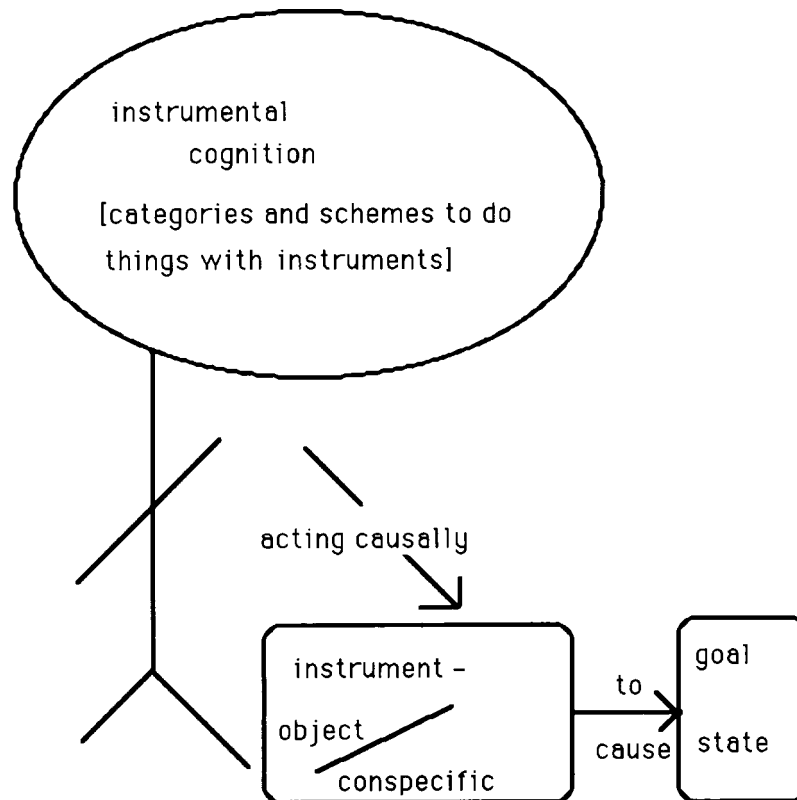 instrumental
cognition
[categories and schemes to do
things with instruments]
acting causally
instrument -
object
conspecific
to
cause
goal
state